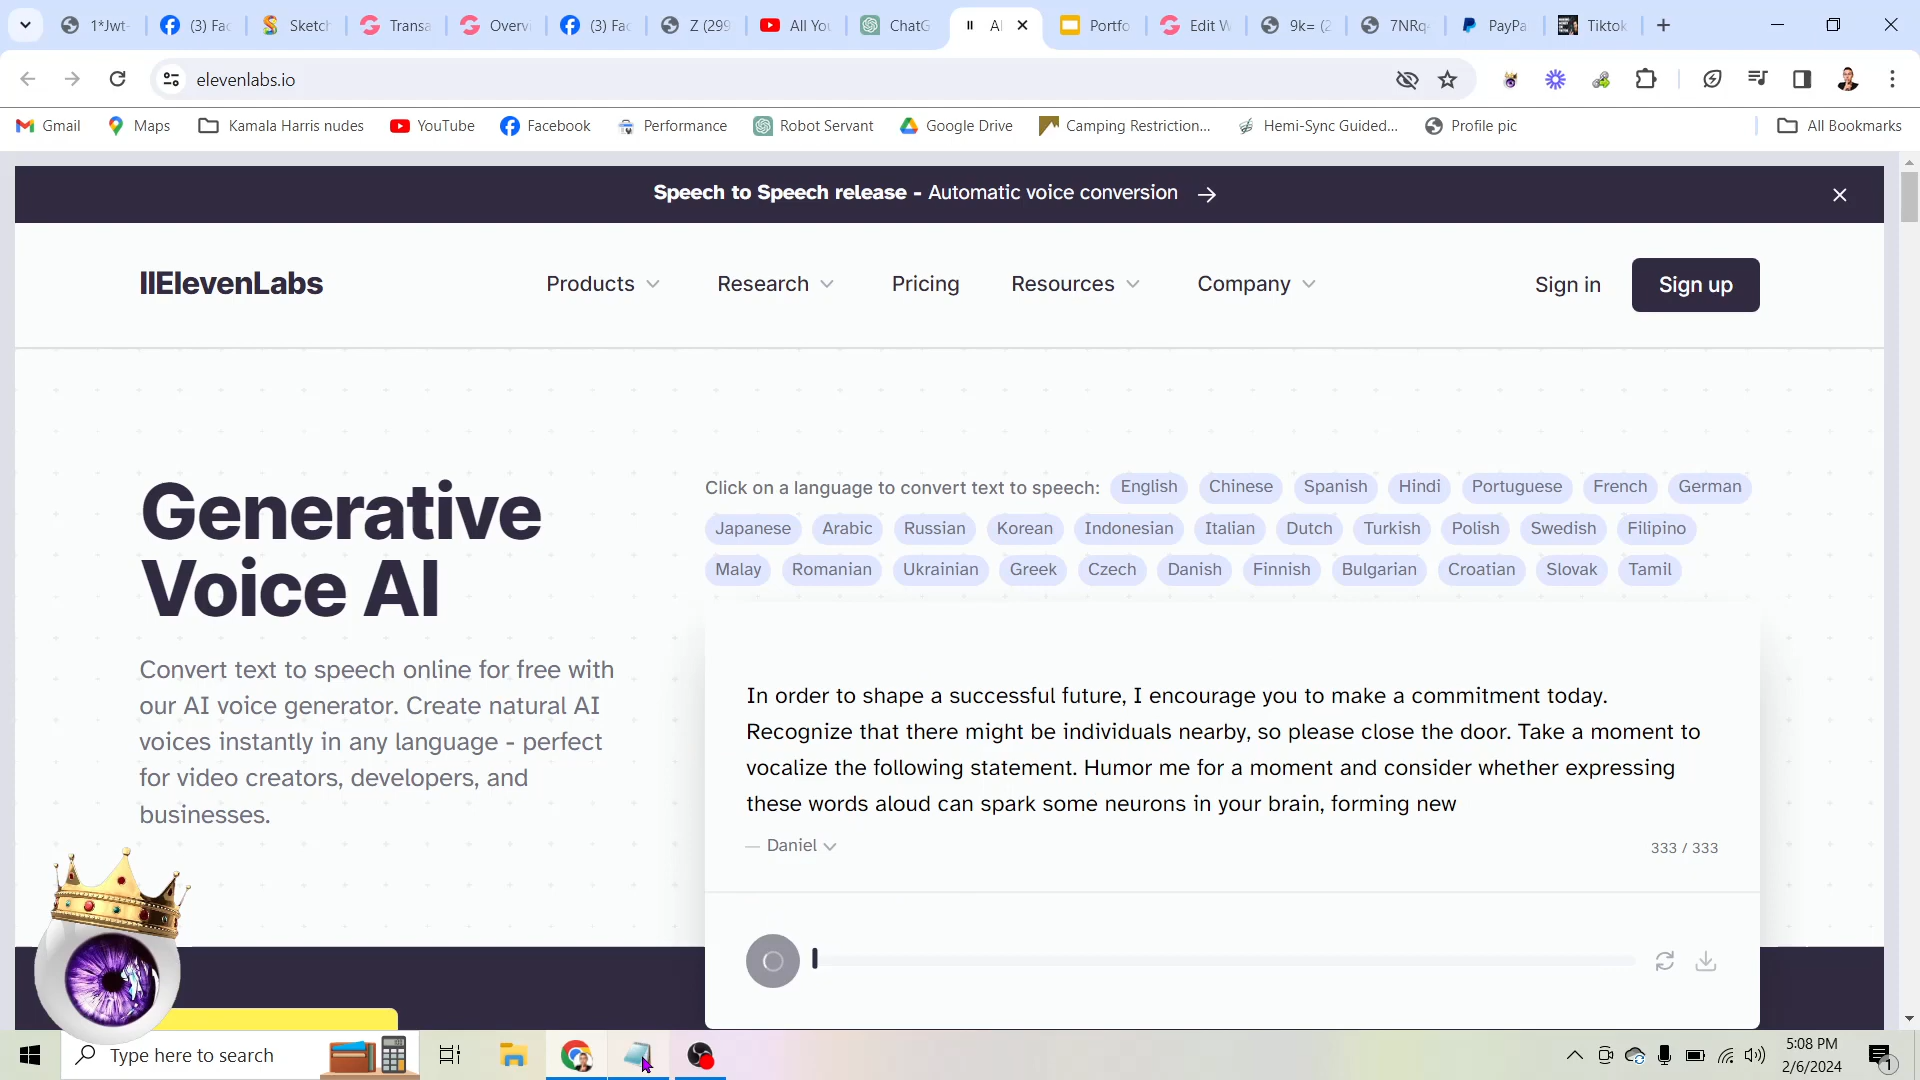 1*Jwt-
(3) Fac
Sketch
Transa
Overv
(3) Fac
Z (299
All You
ChatG
AI
Portfo
Edit W
9k= (2
7NRq
PayPa
Tiktok
elevenlabs.io
Gmail
Maps
Kamala Harris nudes
YouTube
Facebook
Performance
Robot Servant
Google Drive
Camping Restriction...
Hemi-Sync Guided...
Profile pic
All Bookmarks
Speech to Speech release - Automatic voice conversion →
IIElevenLabs
Products
Research
Pricing
Resources
Company
Sign in
Sign up
Generative
Voice AI
Convert text to speech online for free with
our AI voice generator. Create natural AI
voices instantly in any language - perfect
for video creators, developers, and
businesses.
Click on a language to convert text to speech: English Chinese Spanish Hindi Portuguese French German
Japanese Arabic Russian Korean Indonesian Italian Dutch Turkish Polish Swedish Filipino
Malay Romanian Ukrainian Greek Czech Danish Finnish Bulgarian Croatian Slovak Tamil
In order to shape a successful future, I encourage you to make a commitment today.
Recognize that there might be individuals nearby, so please close the door. Take a moment to
vocalize the following statement. Humor me for a moment and consider whether expressing
these words aloud can spark some neurons in your brain, forming new
— Daniel
333 / 333
Type here to search
5:08 PM
2/6/2024
1